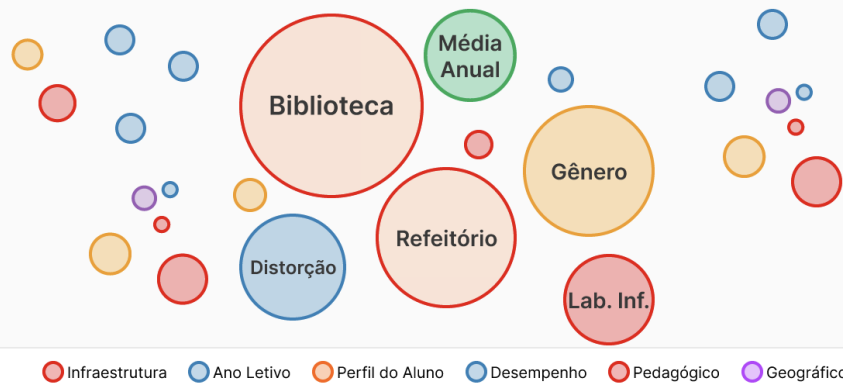 Média
Anual
Biblioteca
Gênero
Refeitório
Distorção
Lab. Inf.
Infraestrutura
Ano Letivo
Perfil do Aluno
Desempenho
Pedagógico
Geográfico